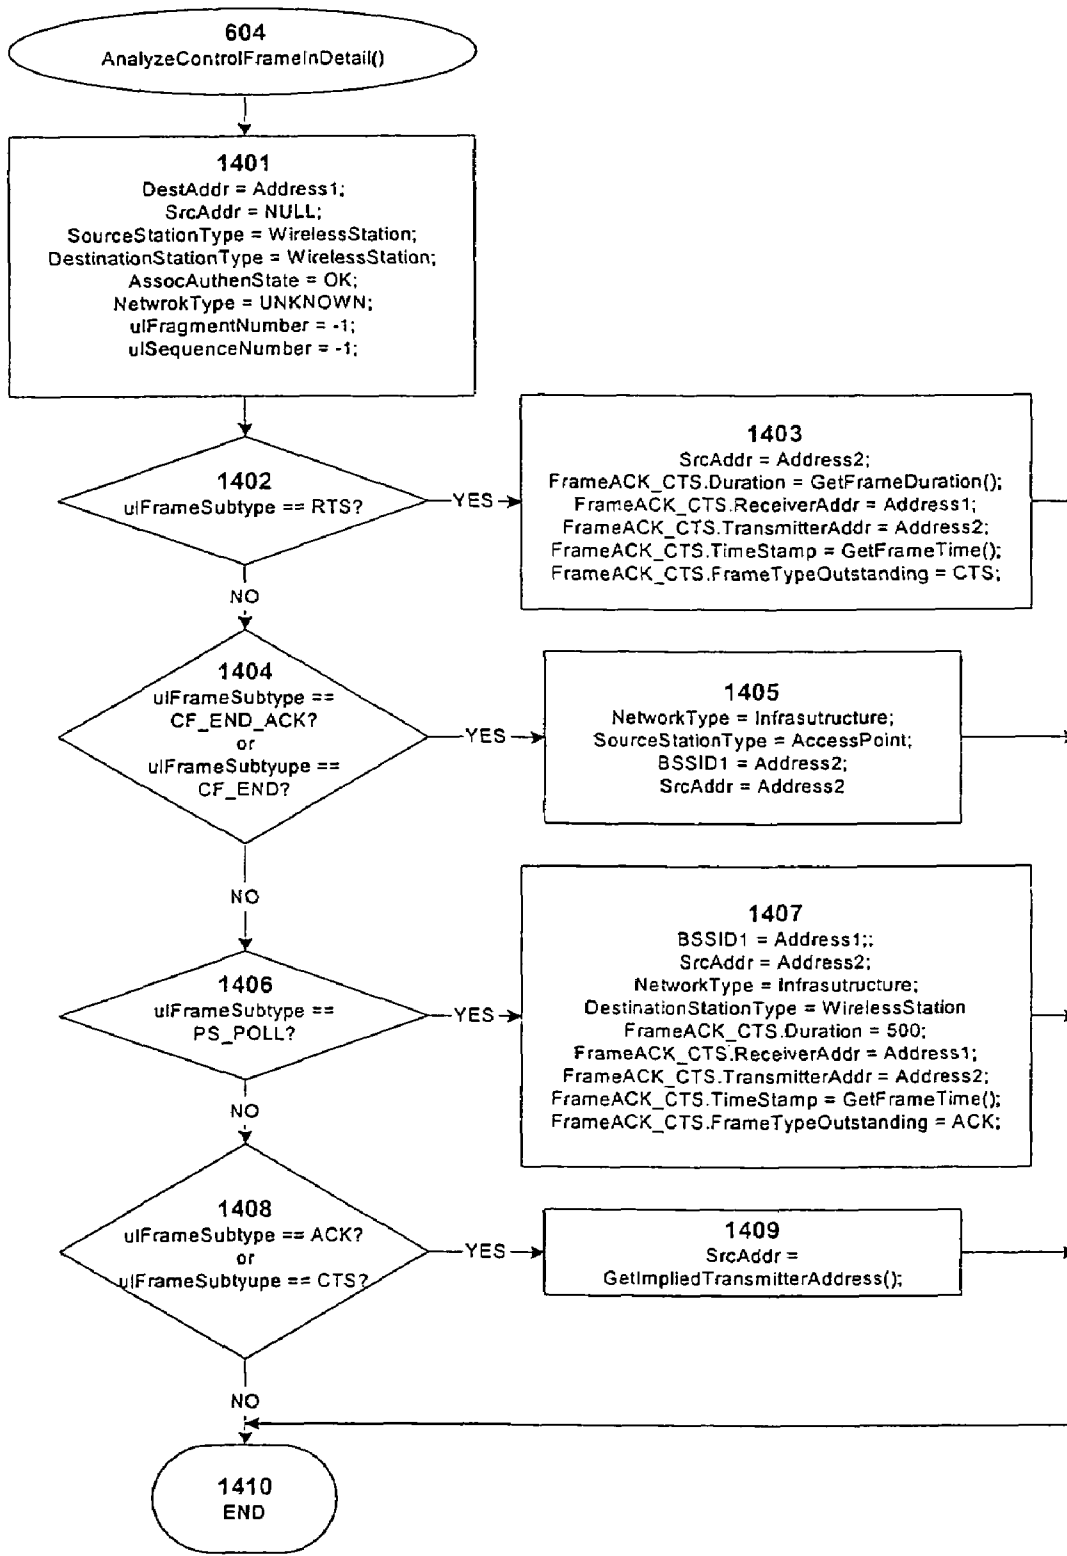 604
AnalyzeControlFrameInDetail()
1401
DestAddr = Address1;
SrcAddr = NULL;
SourceStationType = WirelessStation;
DestinationStationType = WirelessStation;
AssocAuthenState = OK;
NetwrokType = UNKNOWN;
ulFragmentNumber = -1;
ulSequenceNumber = -1;
1402
ulFrameSubtype == RTS?
YES
1403
SrcAddr = Address2;
FrameACK_CTS.Duration = GetFrameDuration();
FrameACK_CTS.ReceiverAddr = Address1;
FrameACK_CTS.TransmitterAddr = Address2;
FrameACK_CTS.TimeStamp = GetFrameTime();
FrameACK_CTS.FrameTypeOutstanding = CTS;
NO
1404
ulFrameSubtype ==
CF_END_ACK?
or
ulFrameSubtyupe ==
CF_END?
YES
1405
NetworkType = Infrasutructure;
SourceStationType = AccessPoint;
BSSID1 = Address2;
SrcAddr = Address2
NO
1406
ulFrameSubtype ==
PS_POLL?
YES
1407
BSSID1 = Address1;;
SrcAddr = Address2;
NetworkType = Infrasutructure;
DestinationStationType = WirelessStation
FrameACK_CTS.Duration = 500;
FrameACK_CTS.ReceiverAddr = Address1;
FrameACK_CTS.TransmitterAddr = Address2;
FrameACK_CTS.TimeStamp = GetFrameTime();
FrameACK_CTS.FrameTypeOutstanding = ACK;
NO
1408
ulFrameSubtype == ACK?
or
ulFrameSubtyupe == CTS?
YES
1409
SrcAddr =
GetImpliedTransmitterAddress();
NO
1410
END